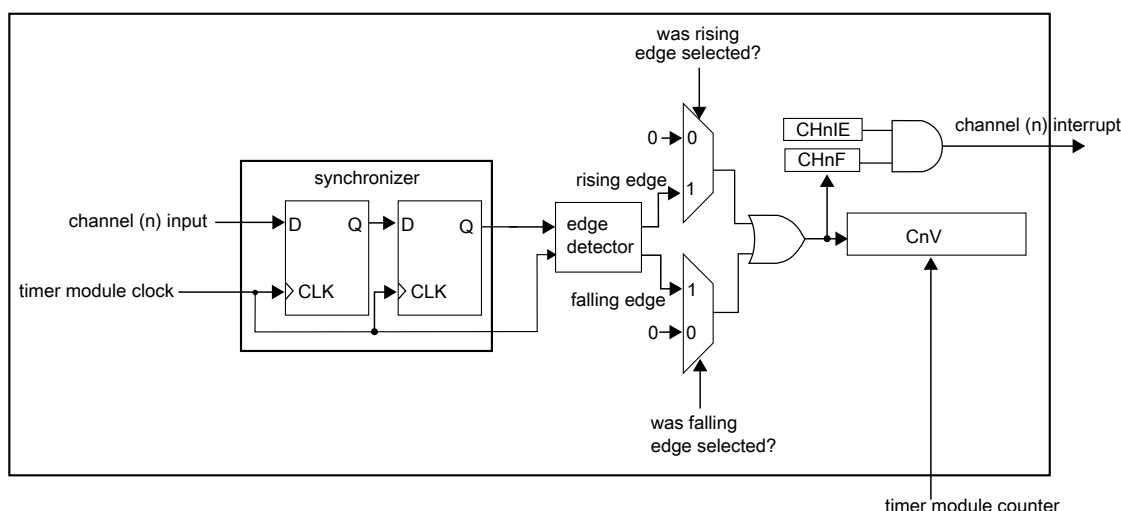 was rising
edge selected?
CHnIE
channel (n) interrupt
0
0
CHnF
synchronizer
rising edge
1
channel (n) input
D
Q
D
Q
edge
detector
CnV
timer module clock
CLK
CLK
falling edge
1
0
0
was falling
edge selected?
timer module counter